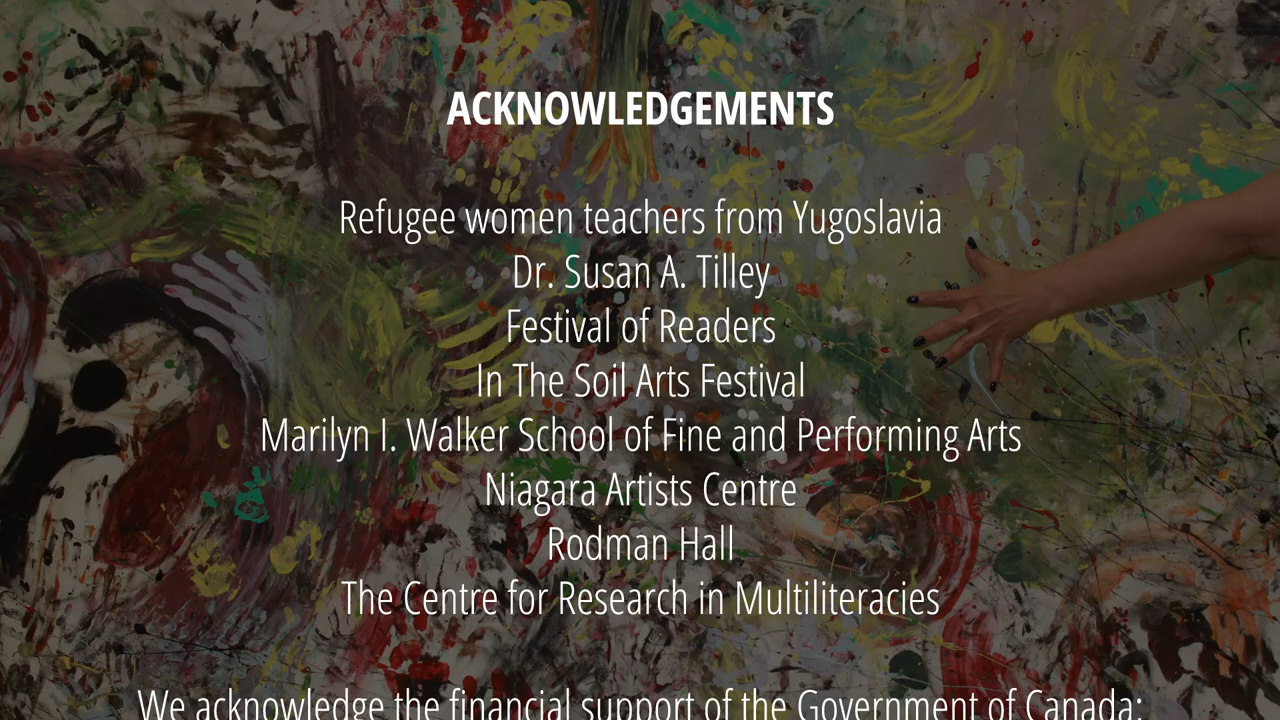 ACKNOWLEDGEMENTS
Refugee women teachers from Yugoslavia
Dr. Susan A. Tilley
Festival of Readers
In The Soil Arts Festival
Marilyn I. Walker School of Fine and Performing Arts
Niagara Artists Centre
Rodman Hall
The Centre for Research in Multiliteracies
We acknowledge the financial support of the Government of Canada: